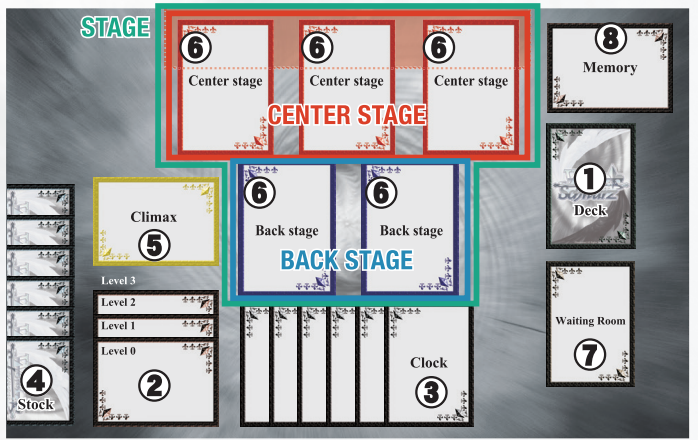 STAGE
6
6
6
8
Center stage
Center stage
Center stage
Memory
CENTER STAGE
1
Deck
6
6
Climax
5
Back stage
Back stage
BACK STAGE
Level 3
Level 2
Level 1
Level 0
2
Waiting Room
7
Clock
3
4
Stock